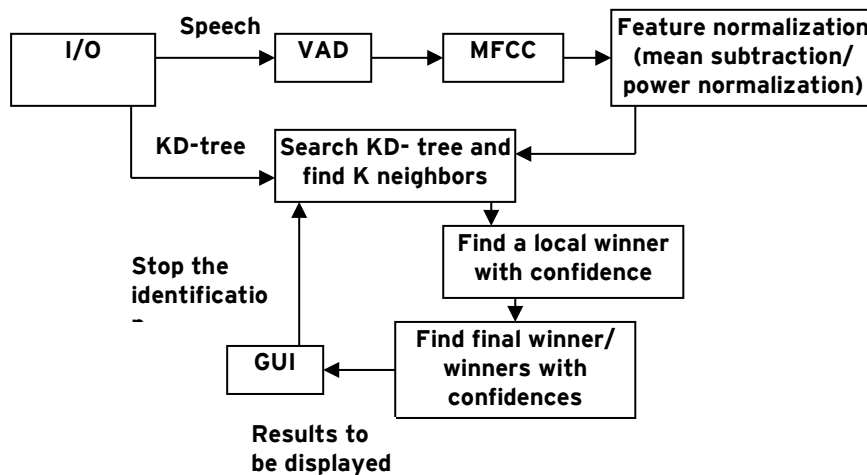 Speech
I/O
VAD
MFCC
Feature normalization
(mean subtraction/
power normalization)
KD-tree
Search KD- tree and
find K neighbors
Find a local winner
with confidence
Stop the
identificatio
Find final winner/
winners with
confidences
GUI
Results to
be displayed